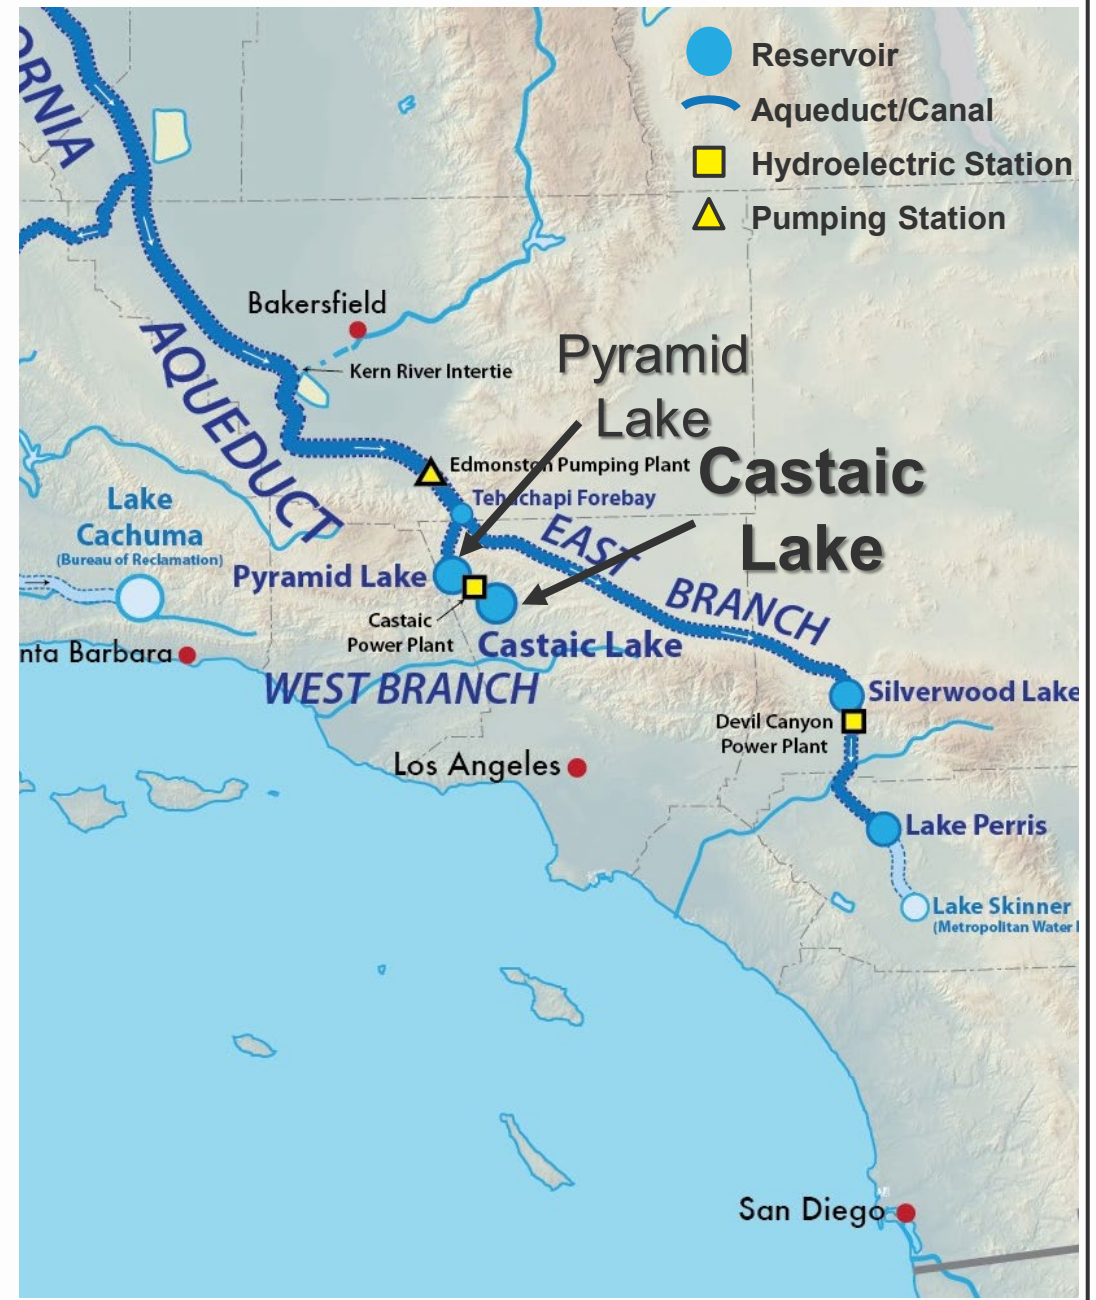 Reservoir
Aqueduct/Canal
Hydroelectric Station
Pumping Station
ORNIA
AQUEDUCT
Bakersfield
Kern River Intertie
Pyramid
Lake
Castaic
Lake
Edmonston Pumping Plant
Tehachapi Forebay
EAST BRANCH
Lake
Cachuma
(Bureau of Reclamation)
Pyramid Lake
Castaic
Power Plant
Castaic Lake
nta Barbara
WEST BRANCH
Silverwood Lake
Devil Canyon
Power Plant
Los Angeles
Lake Perris
Lake Skinner
(Metropolitan Water
San Diego